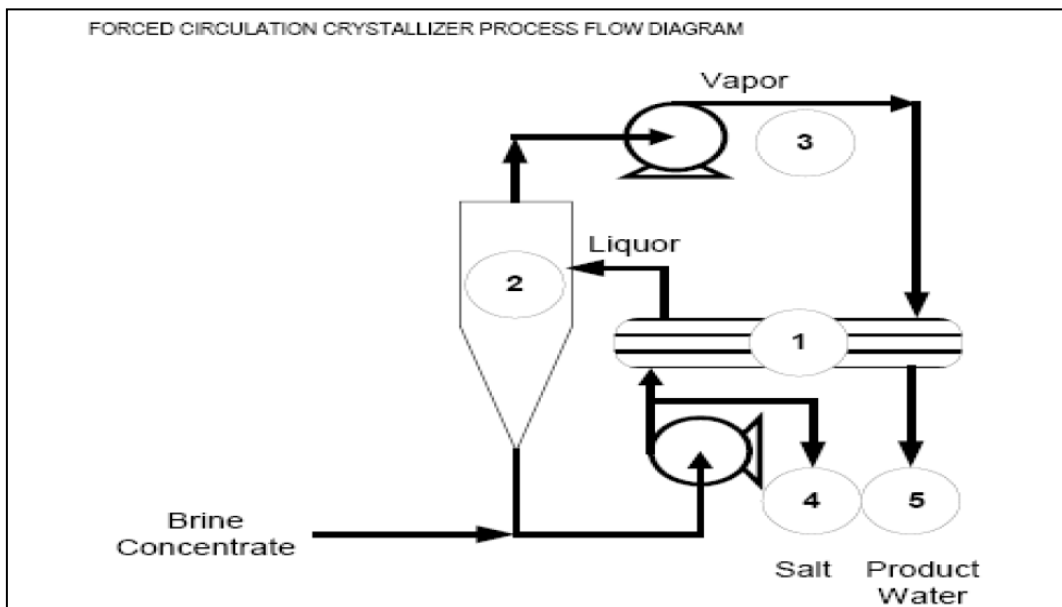 FORCED CIRCULATION CRYSTALLIZER PROCESS FLOW DIAGRAM
Vapor
3
Liquor
2
1
4
5
Brine
Concentrate
Salt
Product
Water